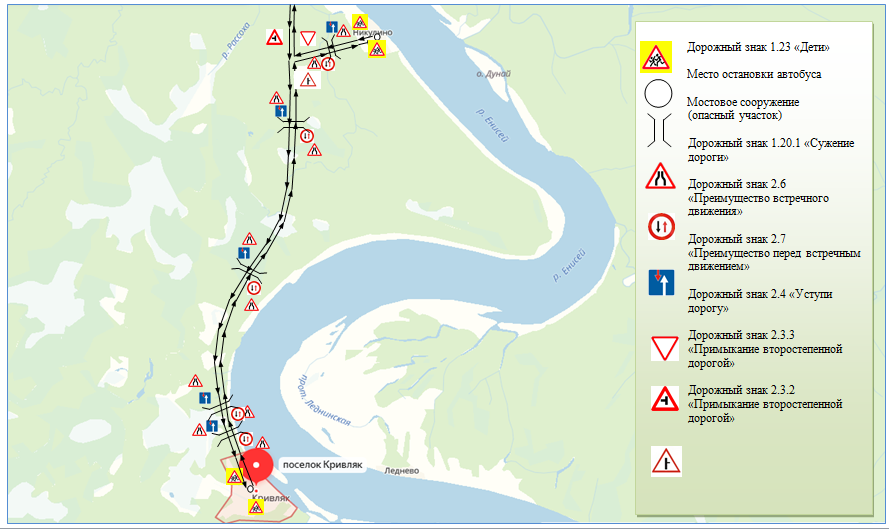 р. Рассоха
Никулино
о. Дунай
р. Енисей
р. Енисей
прот. Леднинская
поселок Кривляк
Леднево
Кривляк
Дорожный знак 1.23 «Дети»
Место остановки автобуса
Мостовое сооружение
(опасный участок)
Дорожный знак 1.20.1 «Сужение
дороги»
Дорожный знак 2.6
«Преимущество встречного
движения»
Дорожный знак 2.7
«Преимущество перед встречным
движением»
Дорожный знак 2.4 «Уступи
дорогу»
Дорожный знак 2.3.3
«Примыкание второстепенной
дорогой»
Дорожный знак 2.3.2
«Примыкание второстепенной
дорогой»